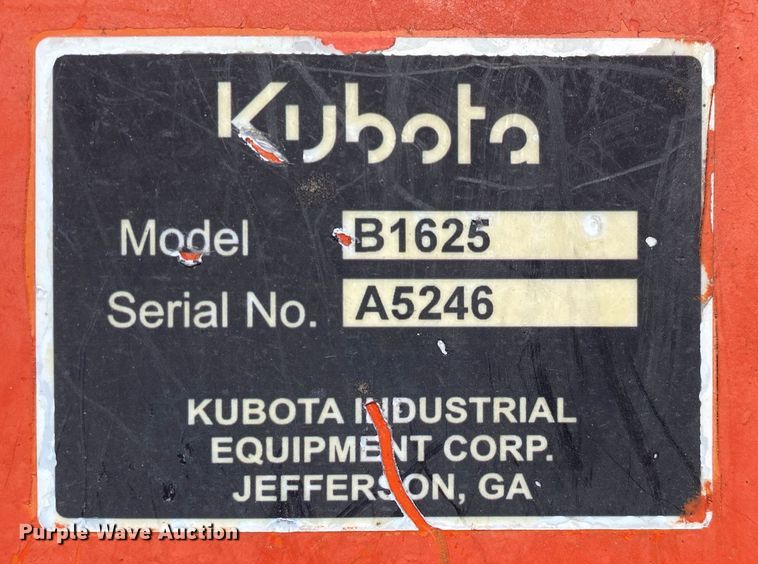 Kubota
Model B1625
Serial No. A5246
KUBOTA INDUSTRIAL
EQUIPMENT CORP.
JEFFERSON, GA
Purple Wave Auction